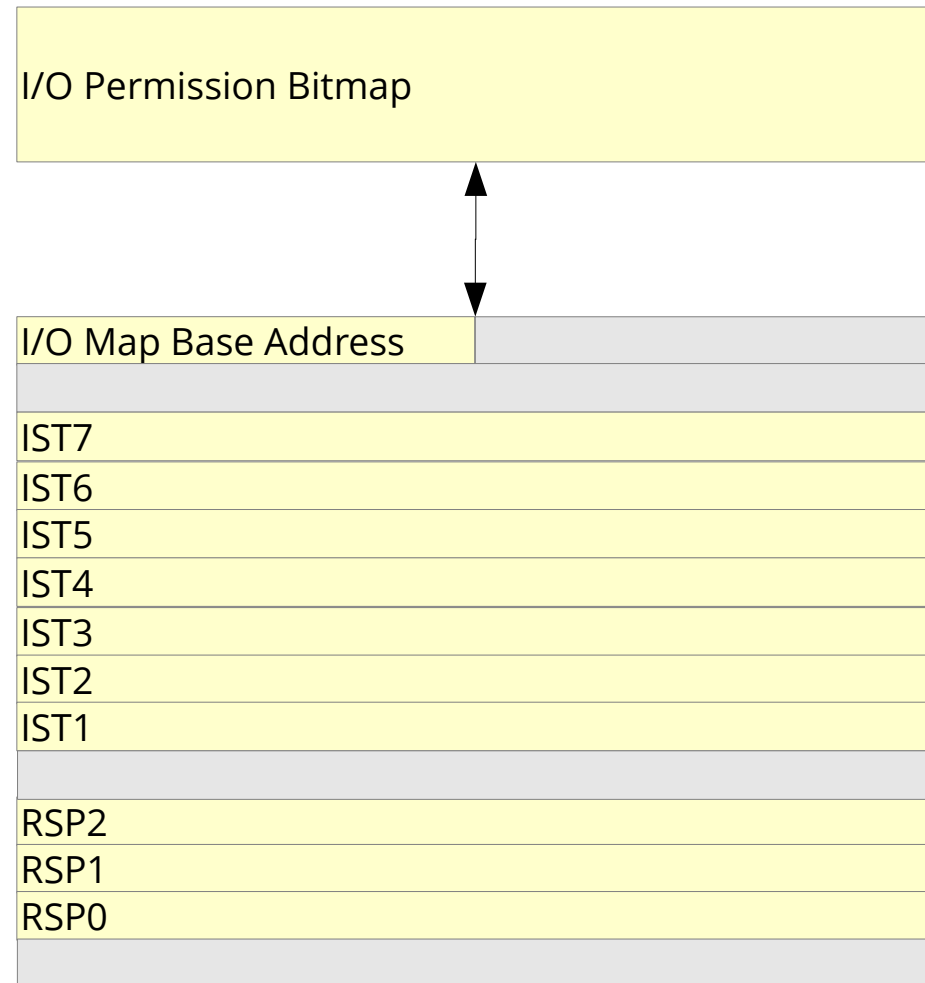 I/O Permission Bitmap
I/O Map Base Address
IST7
IST6
IST5
IST4
IST3
IST2
IST1
RSP2
RSP1
RSP0